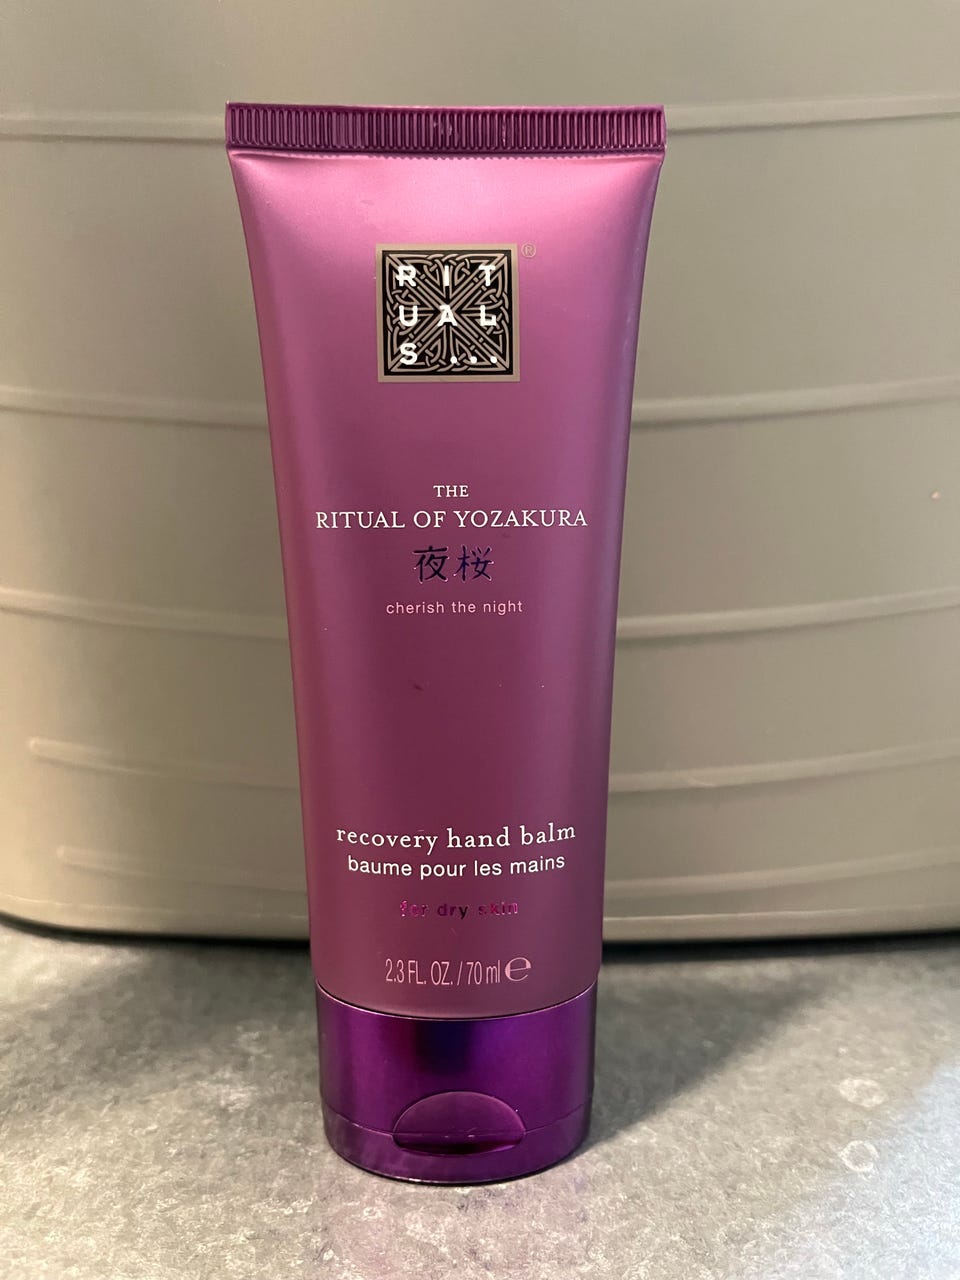 RIT
UAL
S...
®
THE
RITUAL OF YOZAKURA
夜桜
cherish the night
recovery hand balm
baume pour les mains
for dry skin
2.3 FL. OZ. / 70 ml ℮